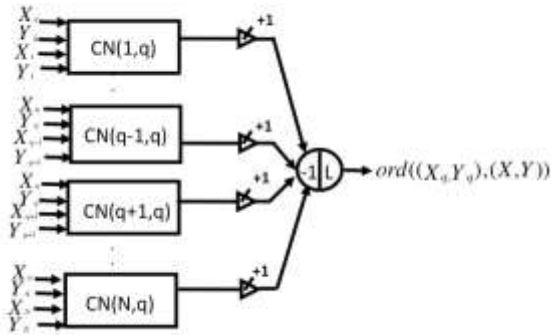 X
Y
X
Y
CN(1,q)
+1
X
Y
X
Y
CN(q-1,q)
+1
-1 L
ord((X_q,Y_q),(X,Y))
X
Y
X
Y
CN(q+1,q)
+1
X
Y
X
Y
CN(N,q)
+1